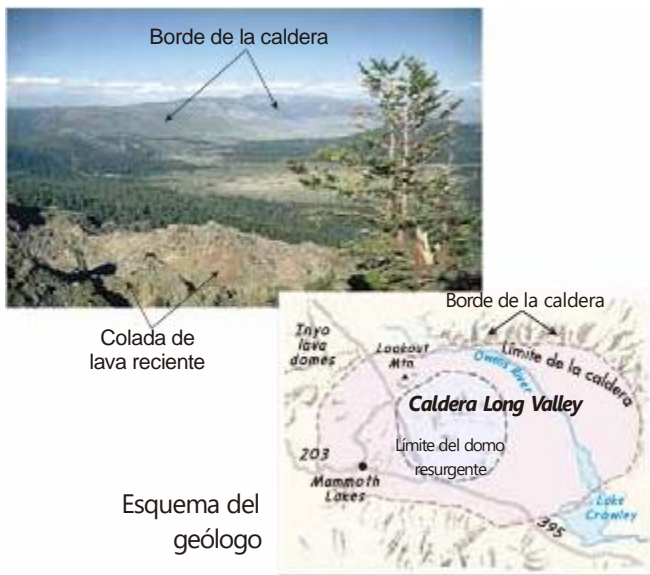 Borde de la caldera
Colada de
lava reciente
Borde de la caldera
Inyo
lava
domes
Lookout
Mtn
Owens River
Límite de la caldera
Caldera Long Valley
Límite del domo
resurgente
203
Mammoth
Lakes
Lake
Crowley
395
Esquema del
geólogo